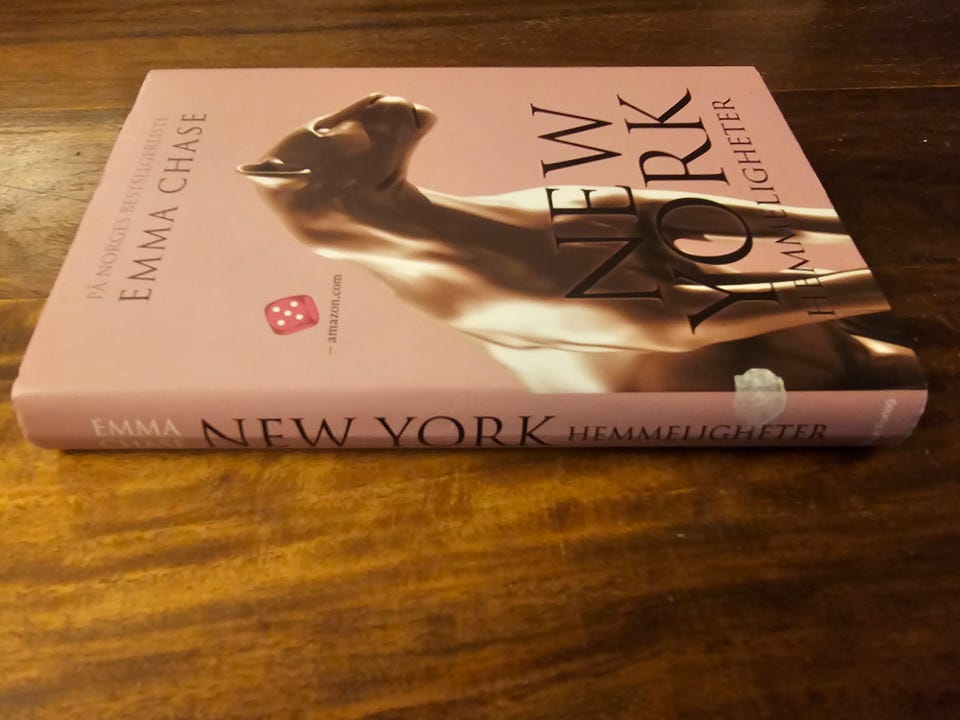 PÅ NORGES BESTSELGERLISTE
EMMA CHASE
– amazon.com
NEW
YORK
HEMMELIGHETER
EMMA
CHASE
NEW YORK HEMMELIGHETER